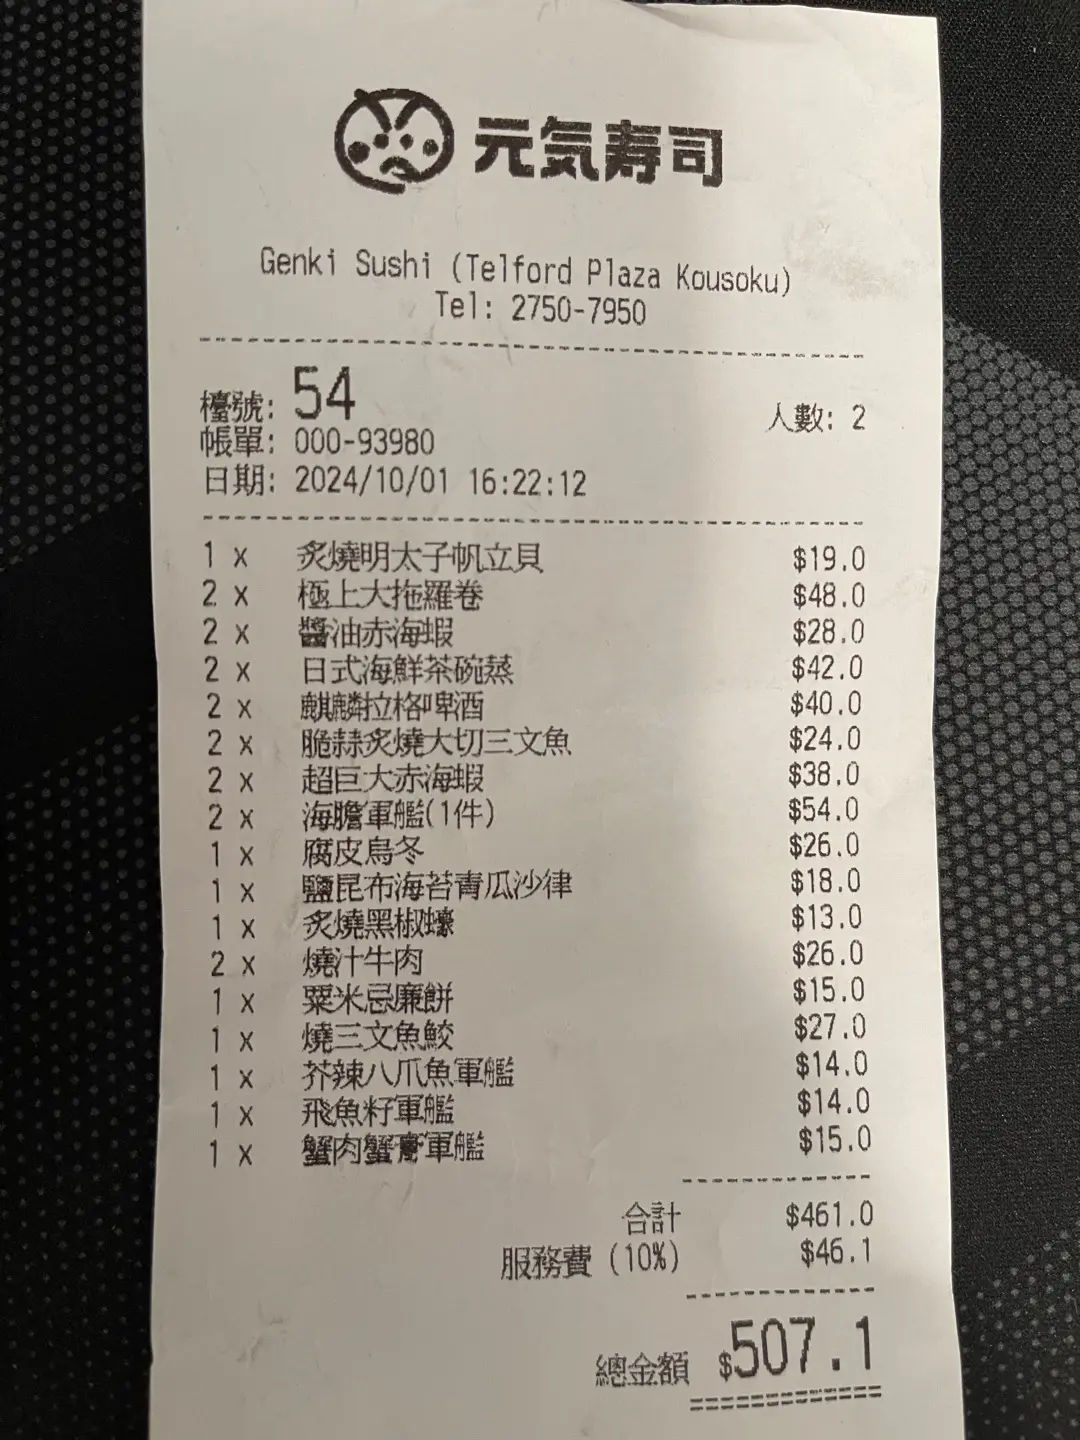 元気寿司
Genki Sushi (Telford Plaza Kousoku)
Tel: 2750-7950
檯號: 54 人數: 2
帳單: 000-93980
日期: 2024/10/01 16:22:12
1 x 炙燒明太子帆立貝 $19.0
2 x 極上大拖羅卷 $48.0
2 x 醬油赤海蝦 $28.0
2 x 日式海鮮茶碗蒸 $42.0
2 x 麒麟拉格啤酒 $40.0
2 x 脆蒜炙燒大切三文魚 $24.0
2 x 超巨大赤海蝦 $38.0
2 x 海膽軍艦(1件) $54.0
1 x 腐皮烏冬 $26.0
1 x 鹽昆布海苔青瓜沙律 $18.0
1 x 炙燒黑椒蠔 $13.0
2 x 燒汁牛肉 $26.0
1 x 粟米忌廉餅 $15.0
1 x 燒三文魚鮫 $27.0
1 x 芥辣八爪魚軍艦 $14.0
1 x 飛魚籽軍艦 $14.0
1 x 蟹肉蟹膏軍艦 $15.0
合計 $461.0
服務費 (10%) $46.1
總金額 $507.1